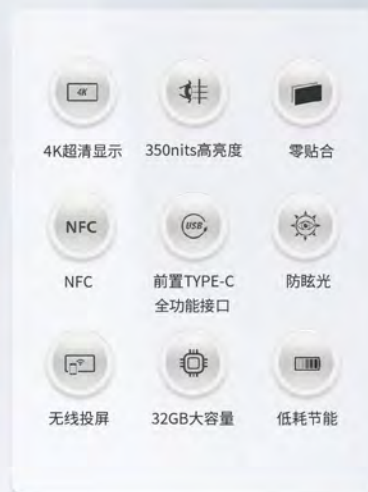 4K
4K超清显示
350nits高亮度
零贴合
NFC
USB
NFC
前置TYPE-C
全功能接口
防眩光
无线投屏
32GB大容量
低耗节能